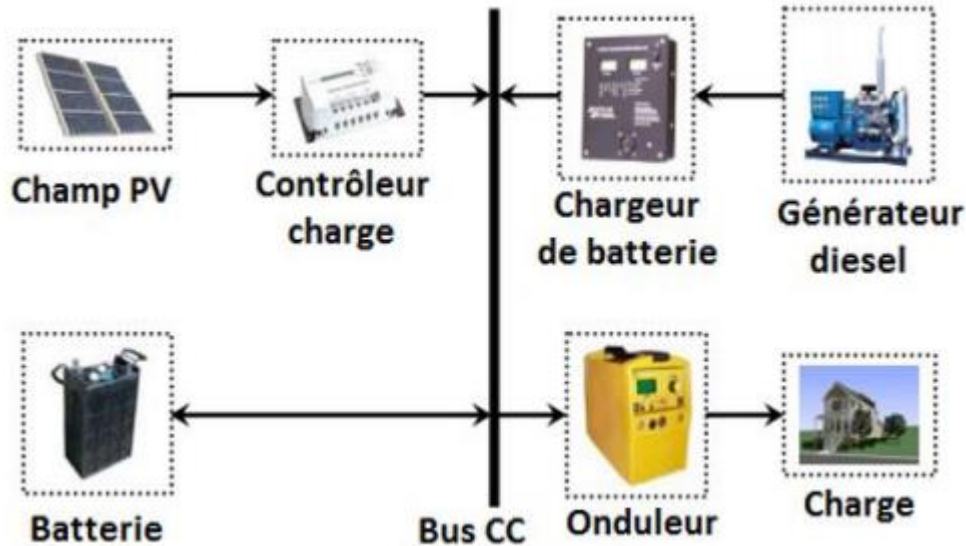 Champ PV
Contrôleur
charge
Chargeur
de batterie
Générateur
diesel
Batterie
Bus CC
Onduleur
Charge